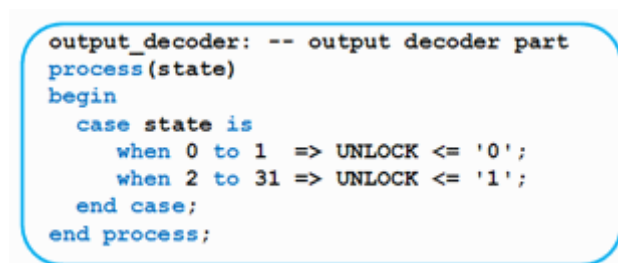 output_decoder: -- output decoder part
process(state)
begin
case state is
when 0 to 1 => UNLOCK <= '0';
when 2 to 31 => UNLOCK <= '1';
end case;
end process;